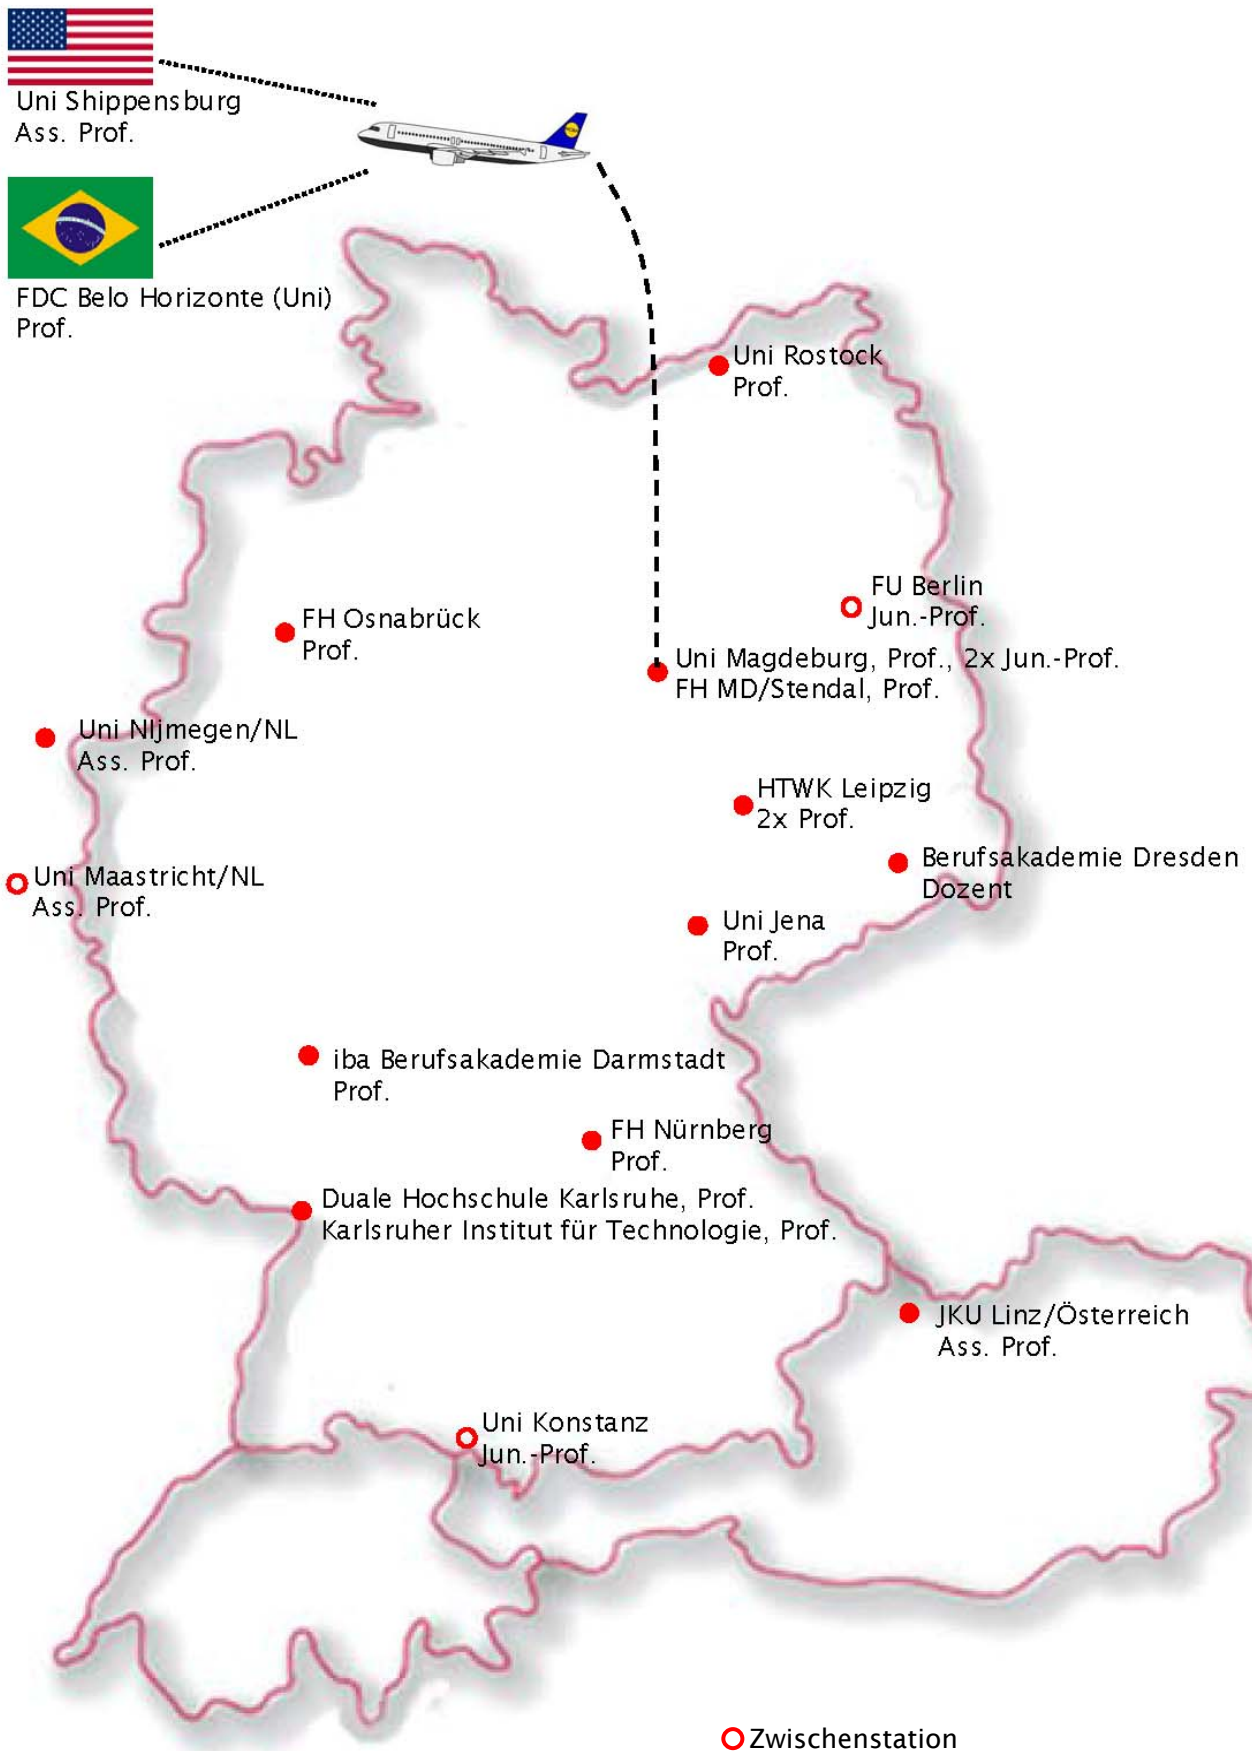 Uni Shippensburg
Ass. Prof.
FDC Belo Horizonte (Uni)
Prof.
Uni Rostock
Prof.
FU Berlin
Jun.-Prof.
FH Osnabrück
Prof.
Uni Magdeburg, Prof., 2x Jun.-Prof.
FH MD/Stendal, Prof.
Uni NIjmegen/NL
Ass. Prof.
HTWK Leipzig
2x Prof.
Berufsakademie Dresden
Dozent
Uni Maastricht/NL
Ass. Prof.
Uni Jena
Prof.
iba Berufsakademie Darmstadt
Prof.
FH Nürnberg
Prof.
Duale Hochschule Karlsruhe, Prof.
Karlsruher Institut für Technologie, Prof.
JKU Linz/Österreich
Ass. Prof.
Uni Konstanz
Jun.-Prof.
Zwischenstation